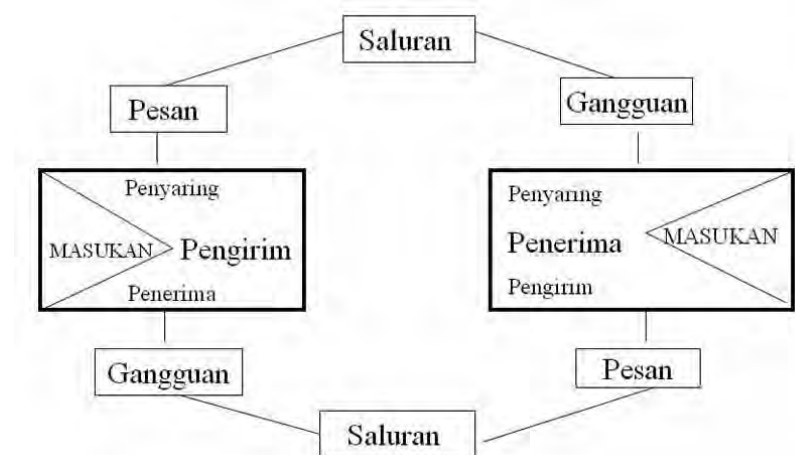 Saluran
Pesan
Gangguan
Penyaring
MASUKAN
Pengirim
Penerima
Penyaring
Penerima
MASUKAN
Pengirim
Gangguan
Pesan
Saluran